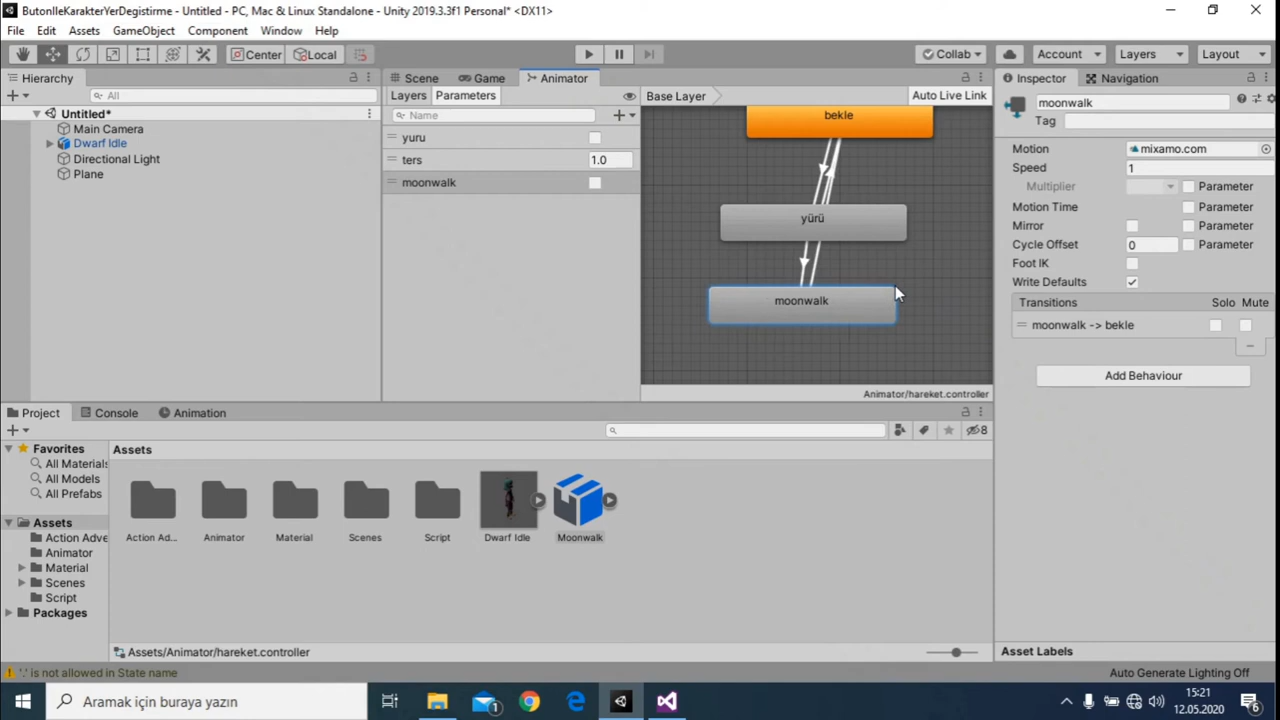 ButonIleKarakterYerDegistirme - Untitled - PC, Mac & Linux Standalone - Unity 2019.3.3f1 Personal* <DX11>
File Edit Assets GameObject Component Window Help
Center Local Collab Account Layers Layout
Hierarchy
All
Untitled*
Main Camera
Dwarf Idle
Directional Light
Plane
Scene Game Animator
Layers Parameters Base Layer Auto Live Link
Name
yuru
ters 1.0
moonwalk
bekle
yürü
moonwalk
Animator/hareket.controller
Inspector Navigation
moonwalk
Tag
Motion mixamo.com
Speed 1
Multiplier Parameter
Motion Time Parameter
Mirror Parameter
Cycle Offset 0 Parameter
Foot IK
Write Defaults
Transitions Solo Mute
moonwalk -> bekle
Add Behaviour
Asset Labels
Project Console Animation
8
Favorites
All Materials
All Models
All Prefabs
Assets
Action Adve
Animator
Material
Scenes
Script
Packages
Assets
Action Ad... Animator Material Scenes Script Dwarf Idle Moonwalk
Assets/Animator/hareket.controller
'.' is not allowed in State name
Auto Generate Lighting Off
Aramak için buraya yazın
1
15:21
12.05.2020
6